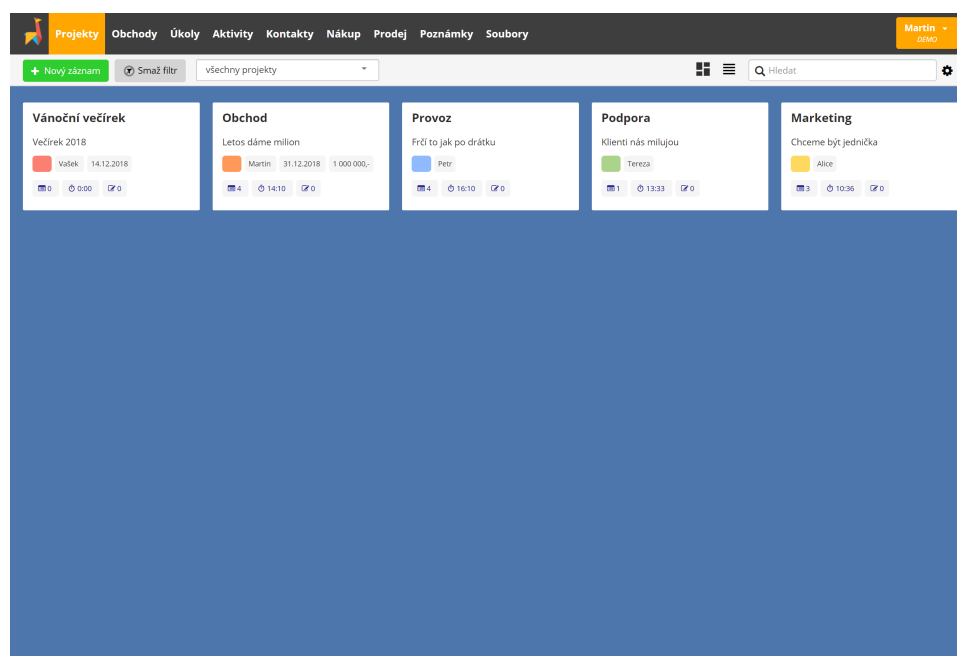 Projekty Obchody Úkoly Aktivity Kontakty Nákup Prodej Poznámky Soubory
Martin
DEMO
Nový záznam
Smaž filtr
všechny projekty
Hledat
Vánoční večírek
Večírek 2018
Vašek 14.12.2018
0 0:00 0
Obchod
Letos dáme milion
Martin 31.12.2018 1 000 000,-
4 14:10 0
Provoz
Frčí to jak po drátku
Petr
4 16:10 0
Podpora
Klienti nás milujou
Tereza
1 13:33 0
Marketing
Chceme být jednička
Alice
3 10:36 0